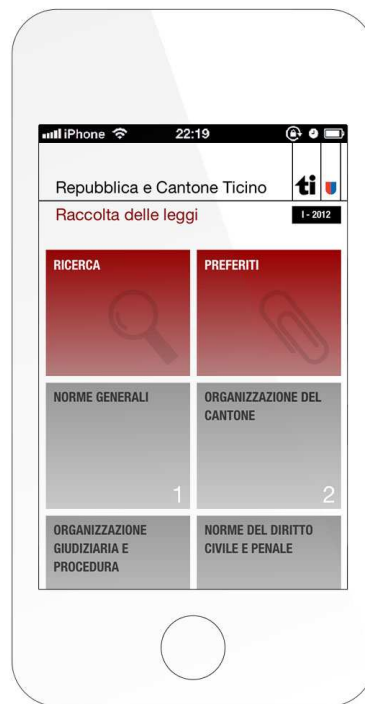 iPhone 22:19
Repubblica e Cantone Ticino
ti
Raccolta delle leggi
I - 2012
RICERCA
PREFERITI
NORME GENERALI
1
ORGANIZZAZIONE DEL
CANTONE
2
ORGANIZZAZIONE
GIUDIZIARIA E
PROCEDURA
NORME DEL DIRITTO
CIVILE E PENALE